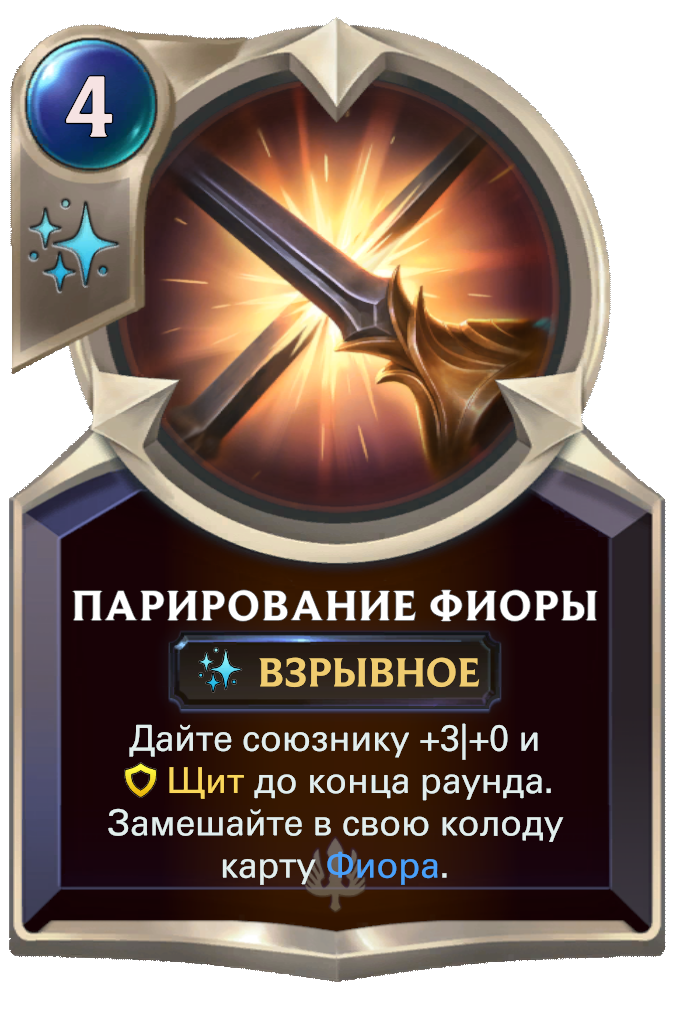 4
ПАРИРОВАНИЕ ФИОРЫ
ВЗРЫВНОЕ
Дайте союзнику +3|+0 и
Щит до конца раунда.
Замешайте в свою колоду
карту Фиора.